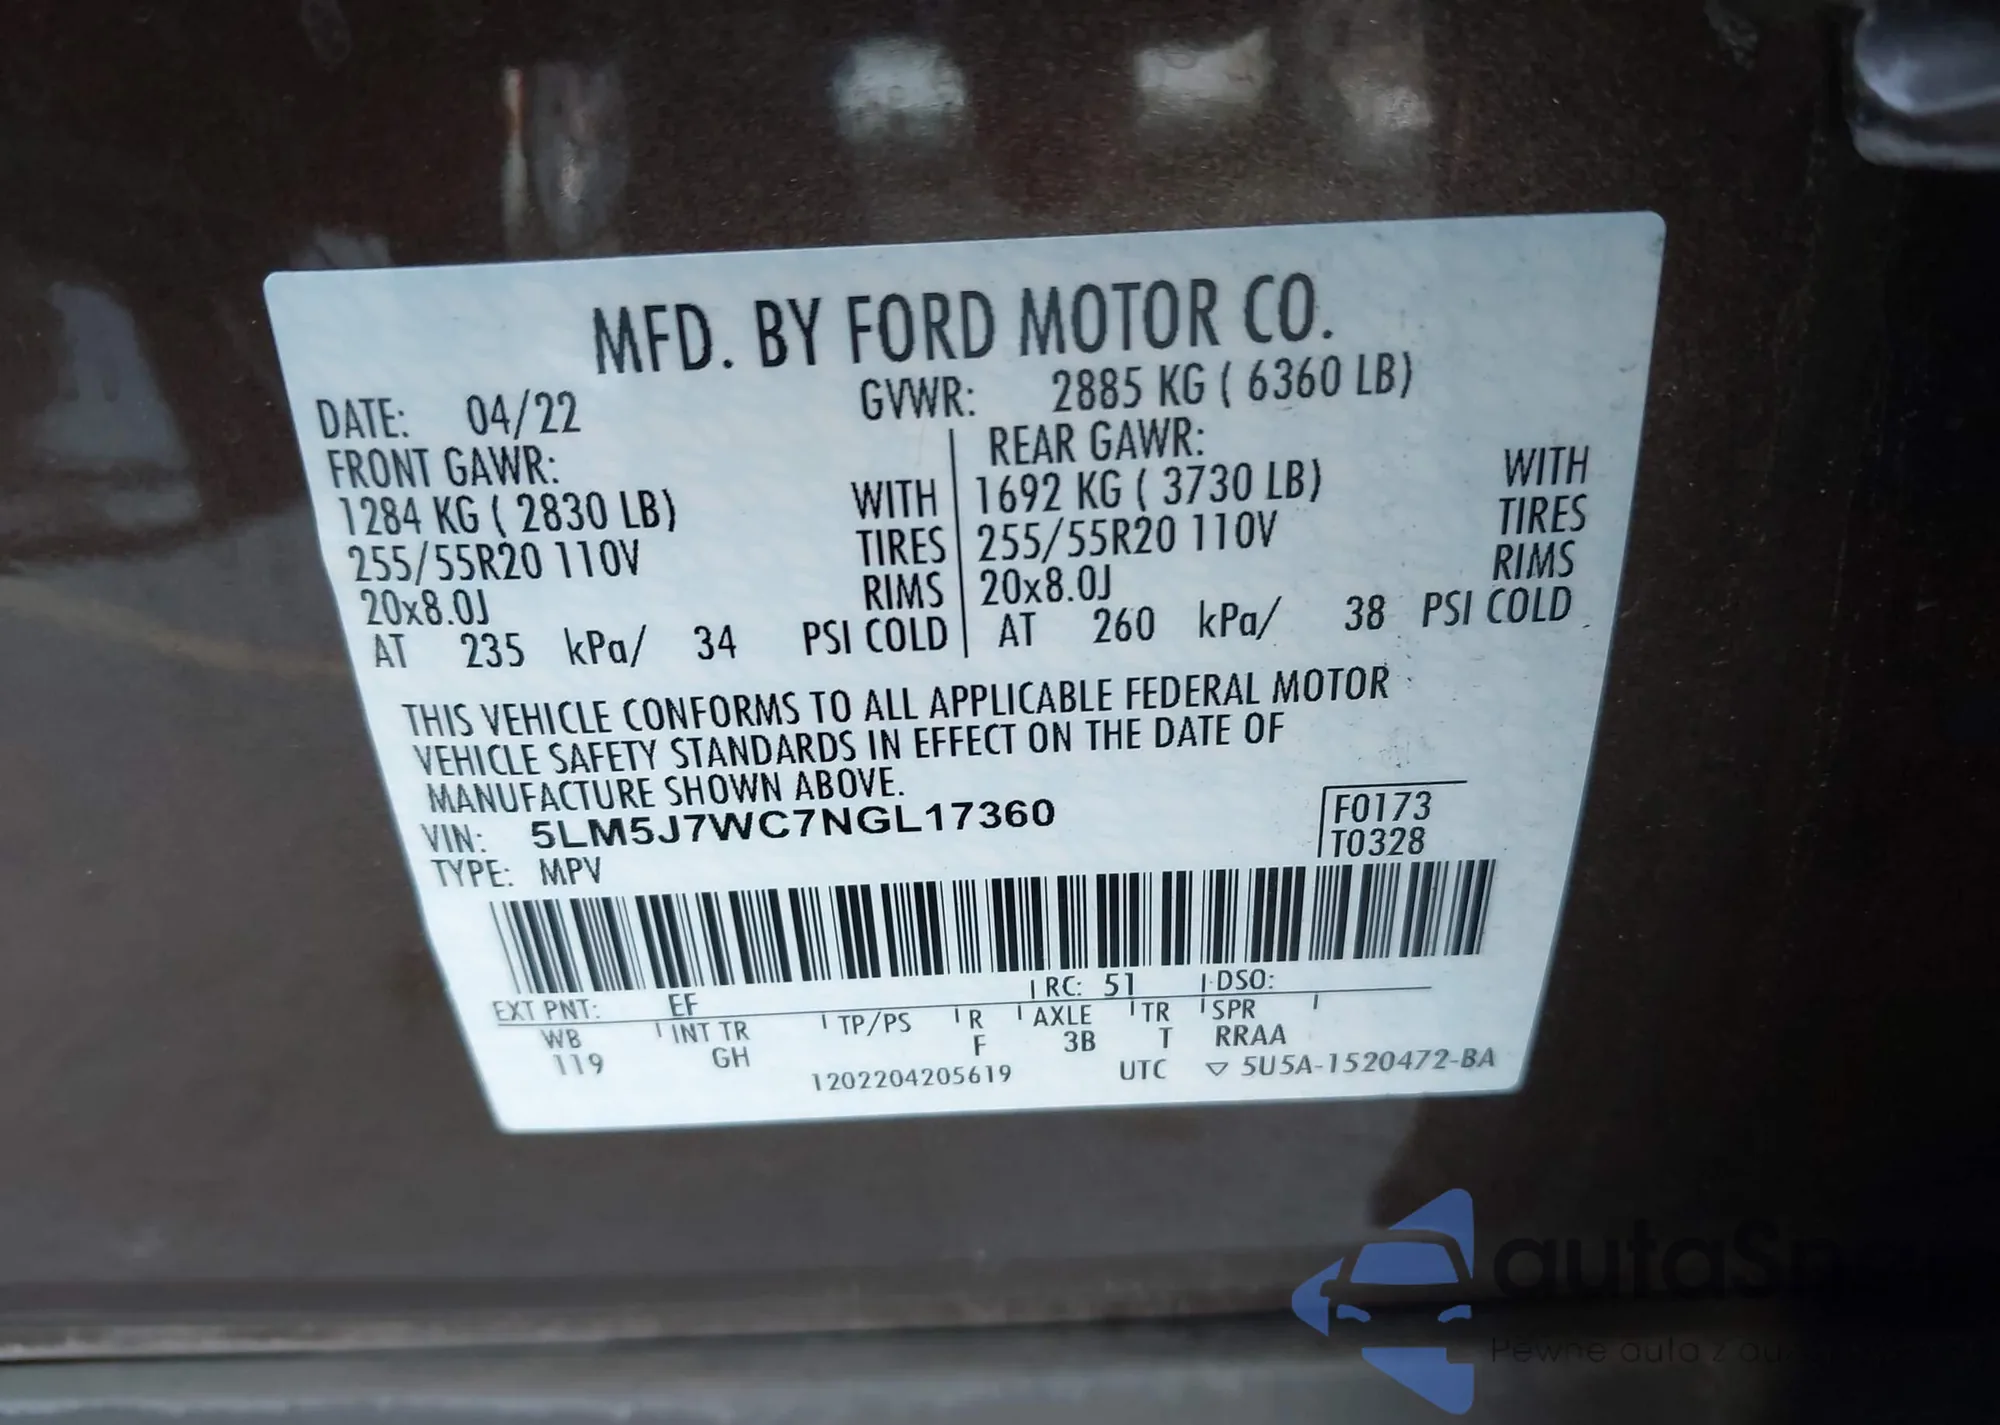 MFD. BY FORD MOTOR CO.
DATE: 04/22 GVWR: 2885 KG ( 6360 LB)
FRONT GAWR: REAR GAWR:
1284 KG ( 2830 LB) WITH 1692 KG ( 3730 LB) WITH
255/55R20 110V TIRES 255/55R20 110V TIRES
20x8.0J RIMS 20x8.0J RIMS
AT 235 kPa/ 34 PSI COLD AT 260 kPa/ 38 PSI COLD
THIS VEHICLE CONFORMS TO ALL APPLICABLE FEDERAL MOTOR
VEHICLE SAFETY STANDARDS IN EFFECT ON THE DATE OF
MANUFACTURE SHOWN ABOVE.
VIN: 5LM5J7WC7NGL17360
F0173
TYPE: MPV
T0328
EXT PNT: EF RC: 51 DSO:
WB INT TR TP/PS R AXLE TR SPR
119 GH F 3B T RRAA
1202204205619 UTC ▽ 5U5A-1520472-BA
Pewne auta z